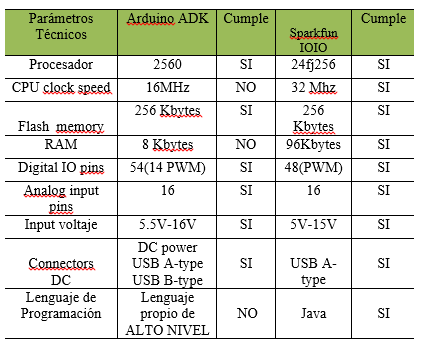 Parámetros Técnicos Arduino ADK Cumple Sparkfun IOIO Cumple
Procesador 2560 SI 24fj256 SI
CPU clock speed 16MHz NO 32 Mhz SI
Flash memory 256 Kbytes SI 256 Kbytes SI
RAM 8 Kbytes NO 96Kbytes SI
Digital IO pins 54(14 PWM) SI 48(PWM) SI
Analog input pins 16 SI 16 SI
Input voltaje 5.5V-16V SI 5V-15V SI
Connectors DC DC power USB A-type USB B-type SI USB A-type SI
Lenguaje de Programación Lenguaje propio de ALTO NIVEL NO Java SI